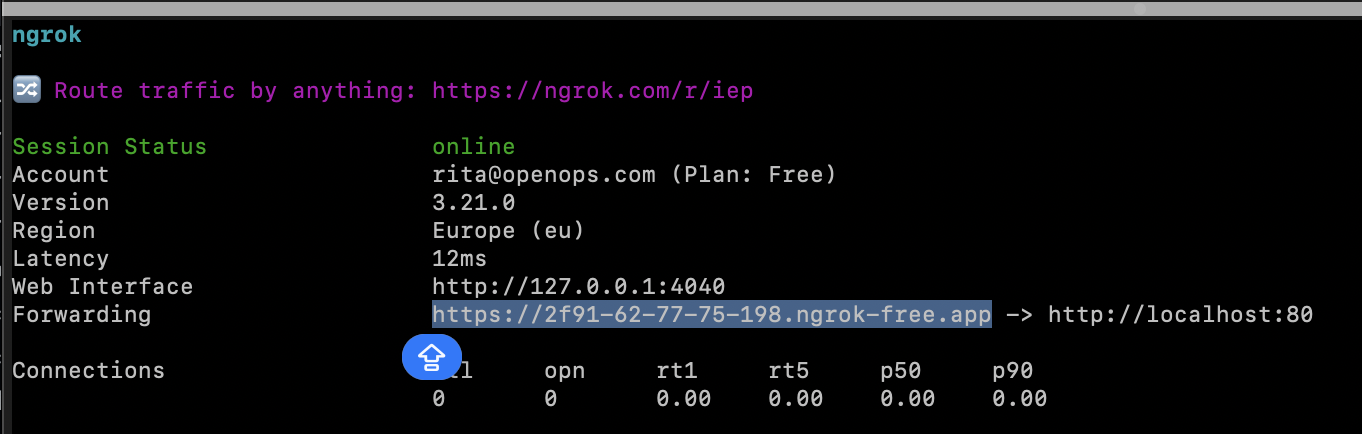 ngrok
Route traffic by anything: https://ngrok.com/r/iep
Session Status online
Account rita@openops.com (Plan: Free)
Version 3.21.0
Region Europe (eu)
Latency 12ms
Web Interface http://127.0.0.1:4040
Forwarding https://2f91-62-77-75-198.ngrok-free.app -> http://localhost:80
Connections opn rt1 rt5 p50 p90
0 0 0.00 0.00 0.00 0.00